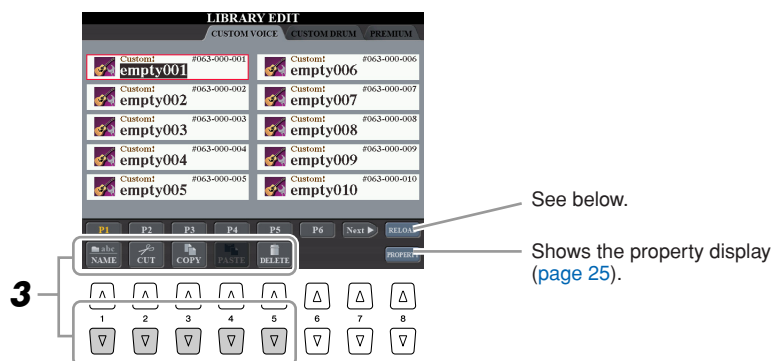 LIBRARY EDIT
CUSTOM VOICE CUSTOM DRUM PREMIUM
Custom! #063-000-001
empty001
Custom! #063-000-006
empty006
Custom! #063-000-002
empty002
Custom! #063-000-007
empty007
Custom! #063-000-003
empty003
Custom! #063-000-008
empty008
Custom! #063-000-004
empty004
Custom! #063-000-009
empty009
Custom! #063-000-005
empty005
Custom! #063-000-010
empty010
P1 P2 P3 P4 P5 P6 Next RELOAD
abc
NAME CUT COPY PASTE DELETE PROPERTY
See below.
Shows the property display
(page 25).
3
1 2 3 4 5 6 7 8